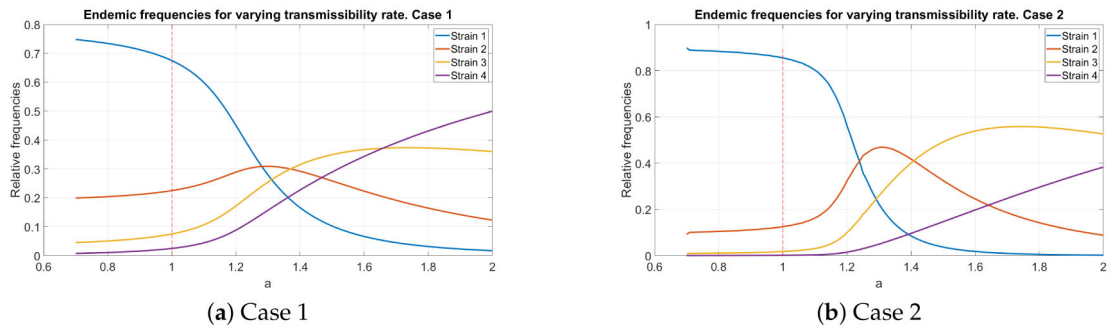 Endemic frequencies for varying transmissibility rate. Case 1
0.8
0.7
0.6
0.5
0.4
0.3
0.2
0.1
0
Relative frequencies
0.6 0.8 1 1.2 1.4 1.6 1.8 2
a
Strain 1
Strain 2
Strain 3
Strain 4
(a) Case 1
Endemic frequencies for varying transmissibility rate. Case 2
1
0.8
0.6
0.4
0.2
0
Relative frequencies
0.6 0.8 1 1.2 1.4 1.6 1.8 2
a
Strain 1
Strain 2
Strain 3
Strain 4
(b) Case 2